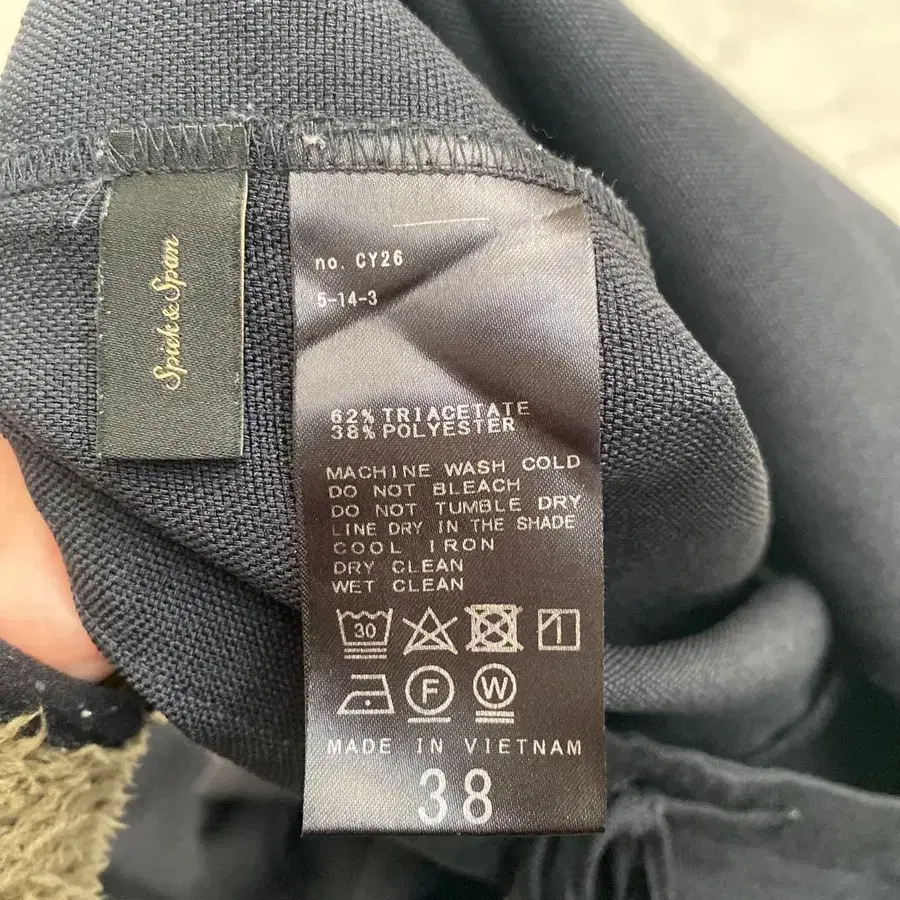 Spick & Span
no. CY26
5-14-3
62% TRIACETATE
38% POLYESTER
MACHINE WASH COLD
DO NOT BLEACH
DO NOT TUMBLE DRY
LINE DRY IN THE SHADE
COOL IRON
DRY CLEAN
WET CLEAN
30
F W
MADE IN VIETNAM
38